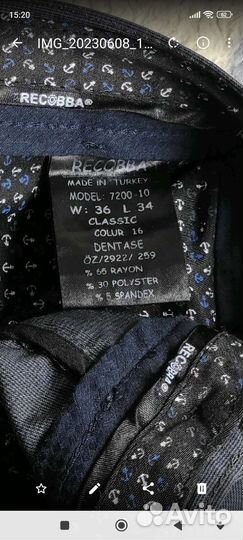 15:20
62
IMG_20230608_1...
RECOBBA®
RECOBBA
MADE IN TURKEY
MODEL: 7200-10
W: 36 L 34
CLASSIC
COLUR 16
DENTASE
ÖZ/2922/ 259
% 65 RAYON
% 30 POLYSTER
% 5 SPANDEX
RECOBBA®
Avito